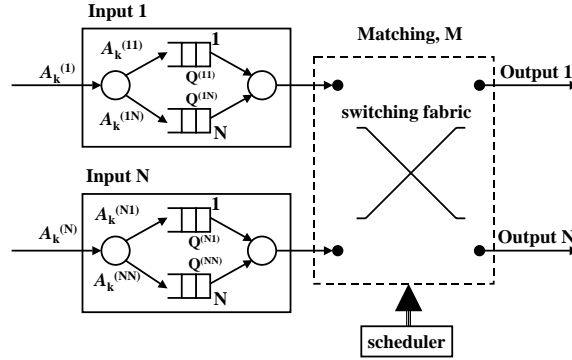 Input 1
Matching, M
A_k^(1)
A_k^(11)
1
Q^(11)
Q^(1N)
A_k^(1N)
N
Output 1
switching fabric
Input N
A_k^(N)
A_k^(N1)
1
Q^(N1)
Q^(NN)
A_k^(NN)
N
Output N
scheduler